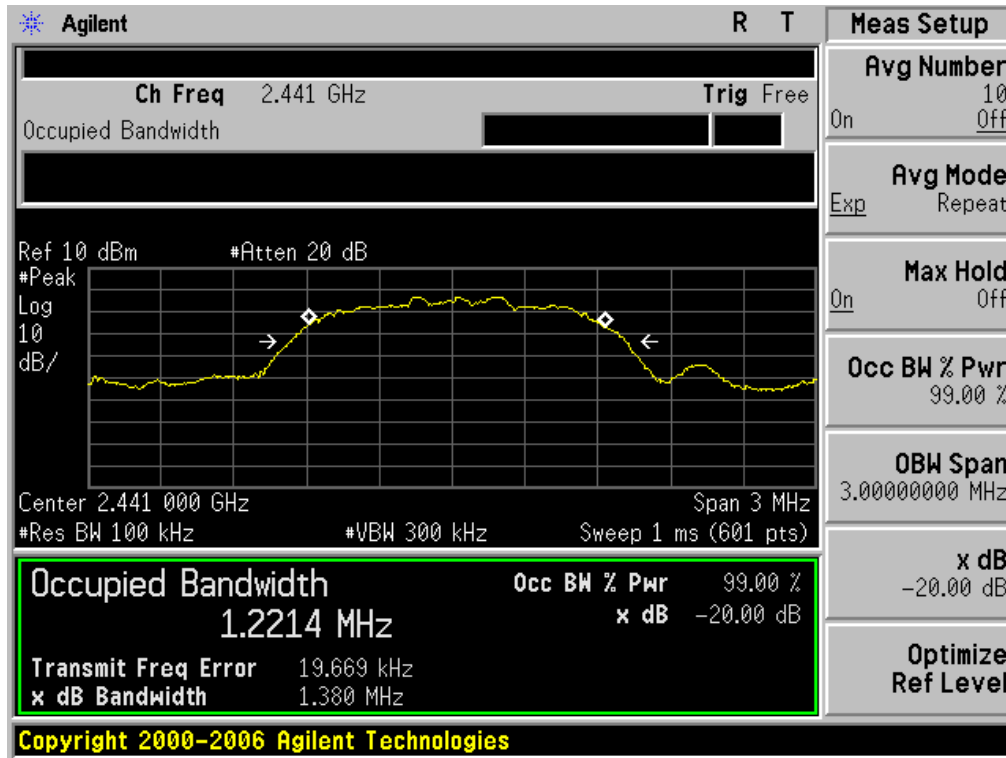 Agilent R T
Ch Freq 2.441 GHz Trig Free
Occupied Bandwidth
Ref 10 dBm #Atten 20 dB
#Peak
Log
10
dB/
Center 2.441 000 GHz Span 3 MHz
#Res BW 100 kHz #VBW 300 kHz Sweep 1 ms (601 pts)
Occupied Bandwidth Occ BW % Pwr 99.00 %
1.2214 MHz x dB -20.00 dB
Transmit Freq Error 19.669 kHz
x dB Bandwidth 1.380 MHz
Copyright 2000-2006 Agilent Technologies
Meas Setup
Avg Number
10
On Off
Avg Mode
Exp Repeat
Max Hold
On Off
Occ BW % Pwr
99.00 %
OBW Span
3.00000000 MHz
x dB
-20.00 dB
Optimize
Ref Level